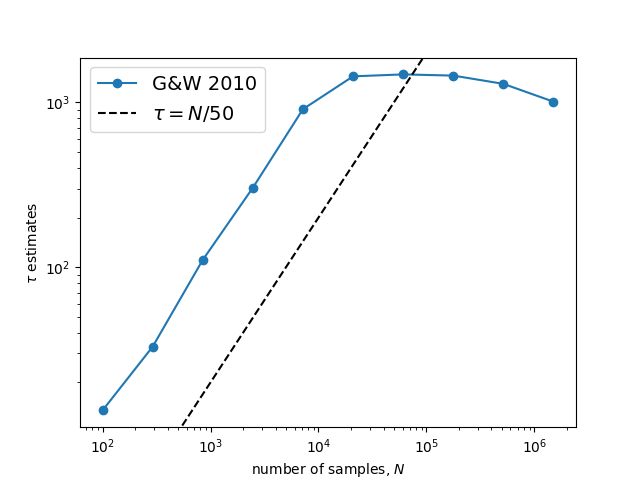 G&W 2010
τ = N/50
10³
10²
τ estimates
10² 10³ 10⁴ 10⁵ 10⁶
number of samples, N